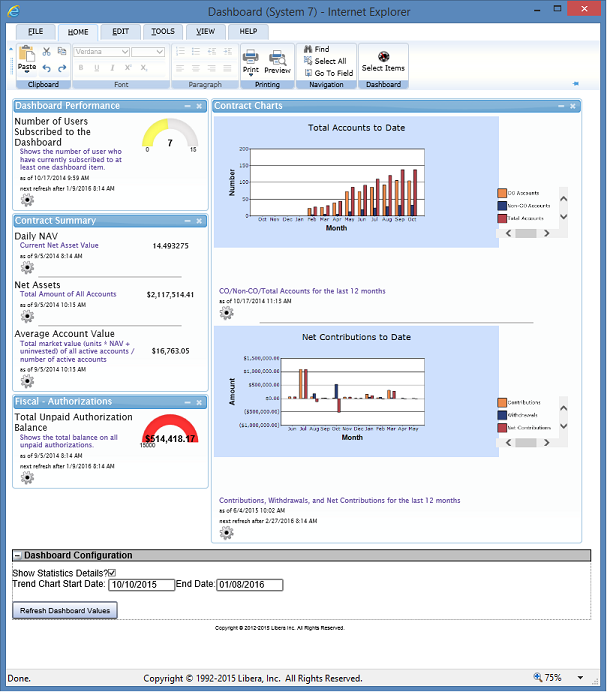 Dashboard (System 7) - Internet Explorer
FILE HOME EDIT TOOLS VIEW HELP
Paste
Verdana
B U I A
Print Preview
Find
Select All
Go To Field
Select Items
Clipboard Font Paragraph Printing Navigation Dashboard
Dashboard Performance
Number of Users
Subscribed to the
Dashboard
Shows the number of user who
have currently subscribed to at
least one dashboard item.
as of 10/17/2014 9:59 AM
next refresh after 1/9/2016 8:14 AM
7
0 15
Contract Summary
Daily NAV
Current Net Asset Value
14.493275
as of 9/5/2014 8:14 AM
Net Assets
Total Amount of All Accounts
$2,117,514.41
as of 9/5/2014 10:15 AM
Average Account Value
Total market value (units * NAV +
uninvested) of all active accounts /
number of active accounts
$16,763.05
as of 9/5/2014 10:15 AM
Fiscal - Authorizations
Total Unpaid Authorization
Balance
Shows the total balance on all
unpaid authorizations.
as of 9/5/2014 8:14 AM
next refresh after 1/9/2016 8:14 AM
$514,418.17
15000
Contract Charts
Total Accounts to Date
Number
200
150
100
50
0
Oct Nov Dec Jan Feb Mar Apr May Jun Jul Aug Sep Oct
Month
CO Accounts
Non-CO Accounts
Total Accounts
CO/Non-CO/Total Accounts for the last 12 months
as of 10/17/2014 11:15 AM
Net Contributions to Date
Amount
$1,500,000.00
$1,000,000.00
$500,000.00
$0.00
($500,000.00)
($1,000,000.00)
Jun Jul Aug Sep Oct Nov Dec Jan Feb Mar Apr May
Month
Contributions
Withdrawals
Net Contributions
Contributions, Withdrawals, and Net Contributions for the last 12 months
as of 6/4/2015 10:02 AM
next refresh after 2/27/2016 8:14 AM
Dashboard Configuration
Show Statistics Details?
Trend Chart Start Date: 10/10/2015 End Date: 01/08/2016
Refresh Dashboard Values
Copyright © 2012-2015 Libera Inc. All Rights Reserved.
Done. Copyright © 1992-2015 Libera, Inc. All Rights Reserved. 75%